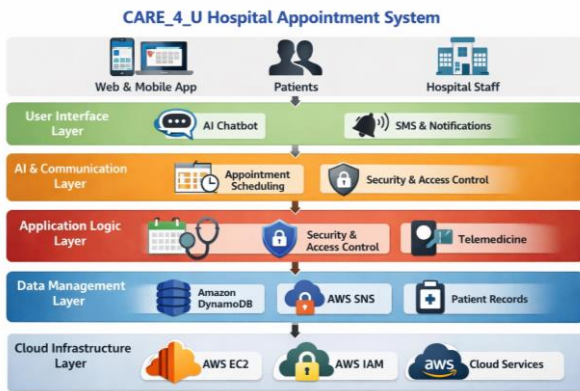 CARE_4_U Hospital Appointment System
Web & Mobile App
Patients
Hospital Staff
User Interface
Layer
AI Chatbot
SMS & Notifications
AI & Communication
Layer
Appointment
Scheduling
Security & Access Control
Application Logic
Layer
Security &
Access Control
Telemedicine
Data Management
Layer
Amazon
DynamoDB
AWS SNS
Patient Records
Cloud Infrastructure
Layer
AWS EC2
AWS IAM
aws
Cloud Services